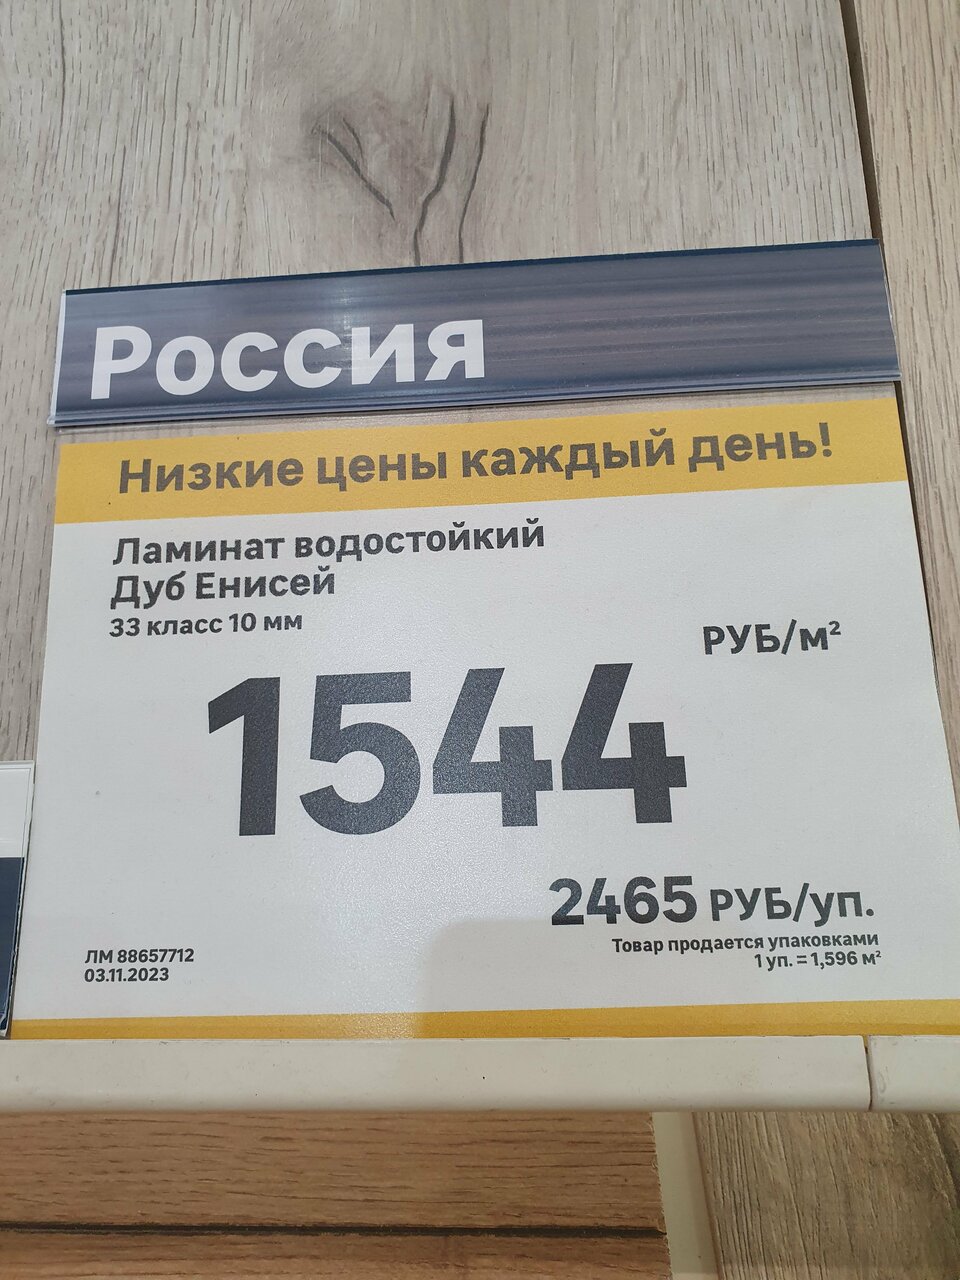 Россия
Низкие цены каждый день!
Ламинат водостойкий
Дуб Енисей
33 класс 10 мм
РУБ/м²
1544
2465 РУБ/уп.
Товар продается упаковками
1 уп. = 1,596 м²
ЛМ 88657712
03.11.2023